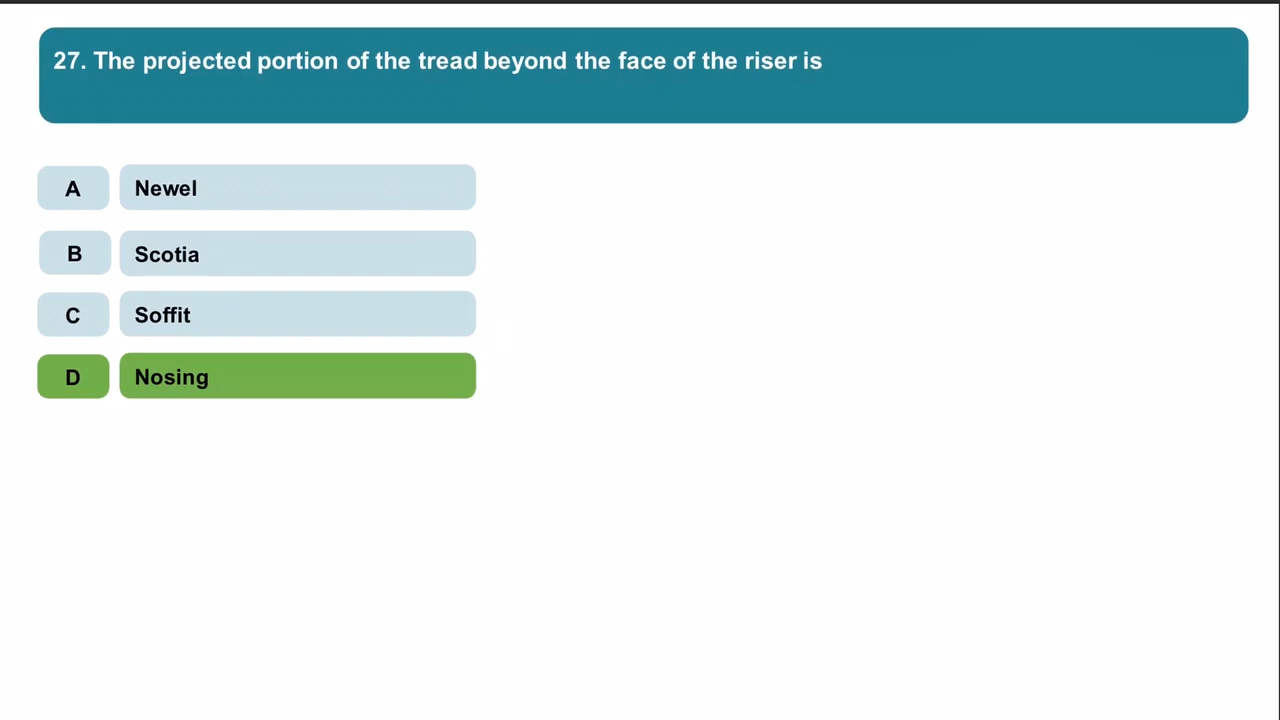 27. The projected portion of the tread beyond the face of the riser is
A Newel
B Scotia
C Soffit
D Nosing